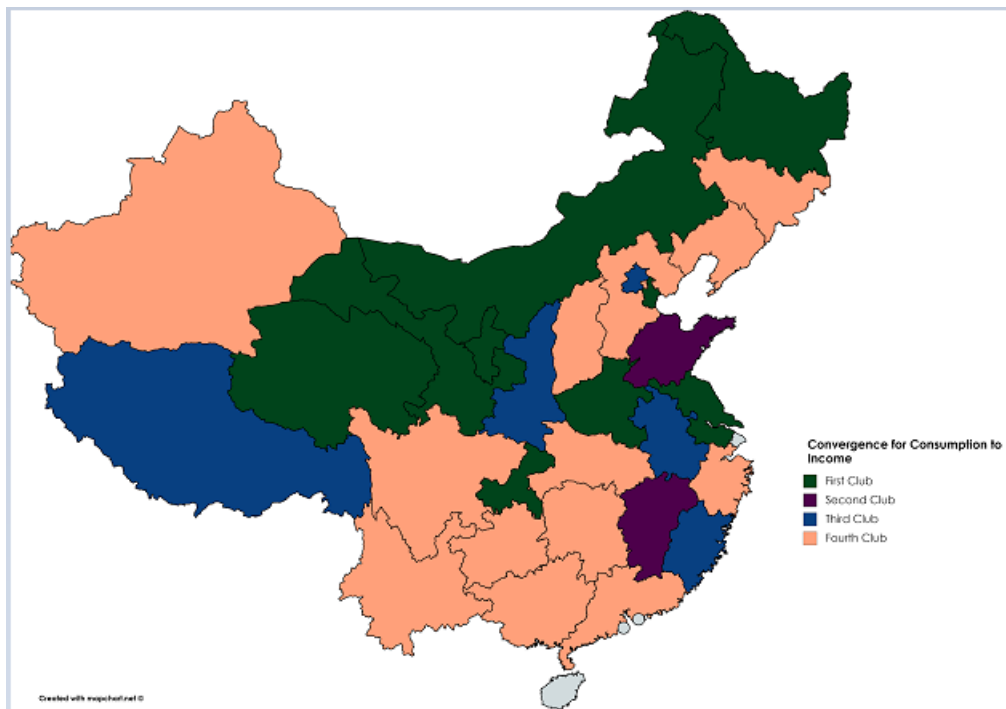 Convergence for Consumption to
Income
First Club
Second Club
Third Club
Fourth Club
Created with mapchart.net ©